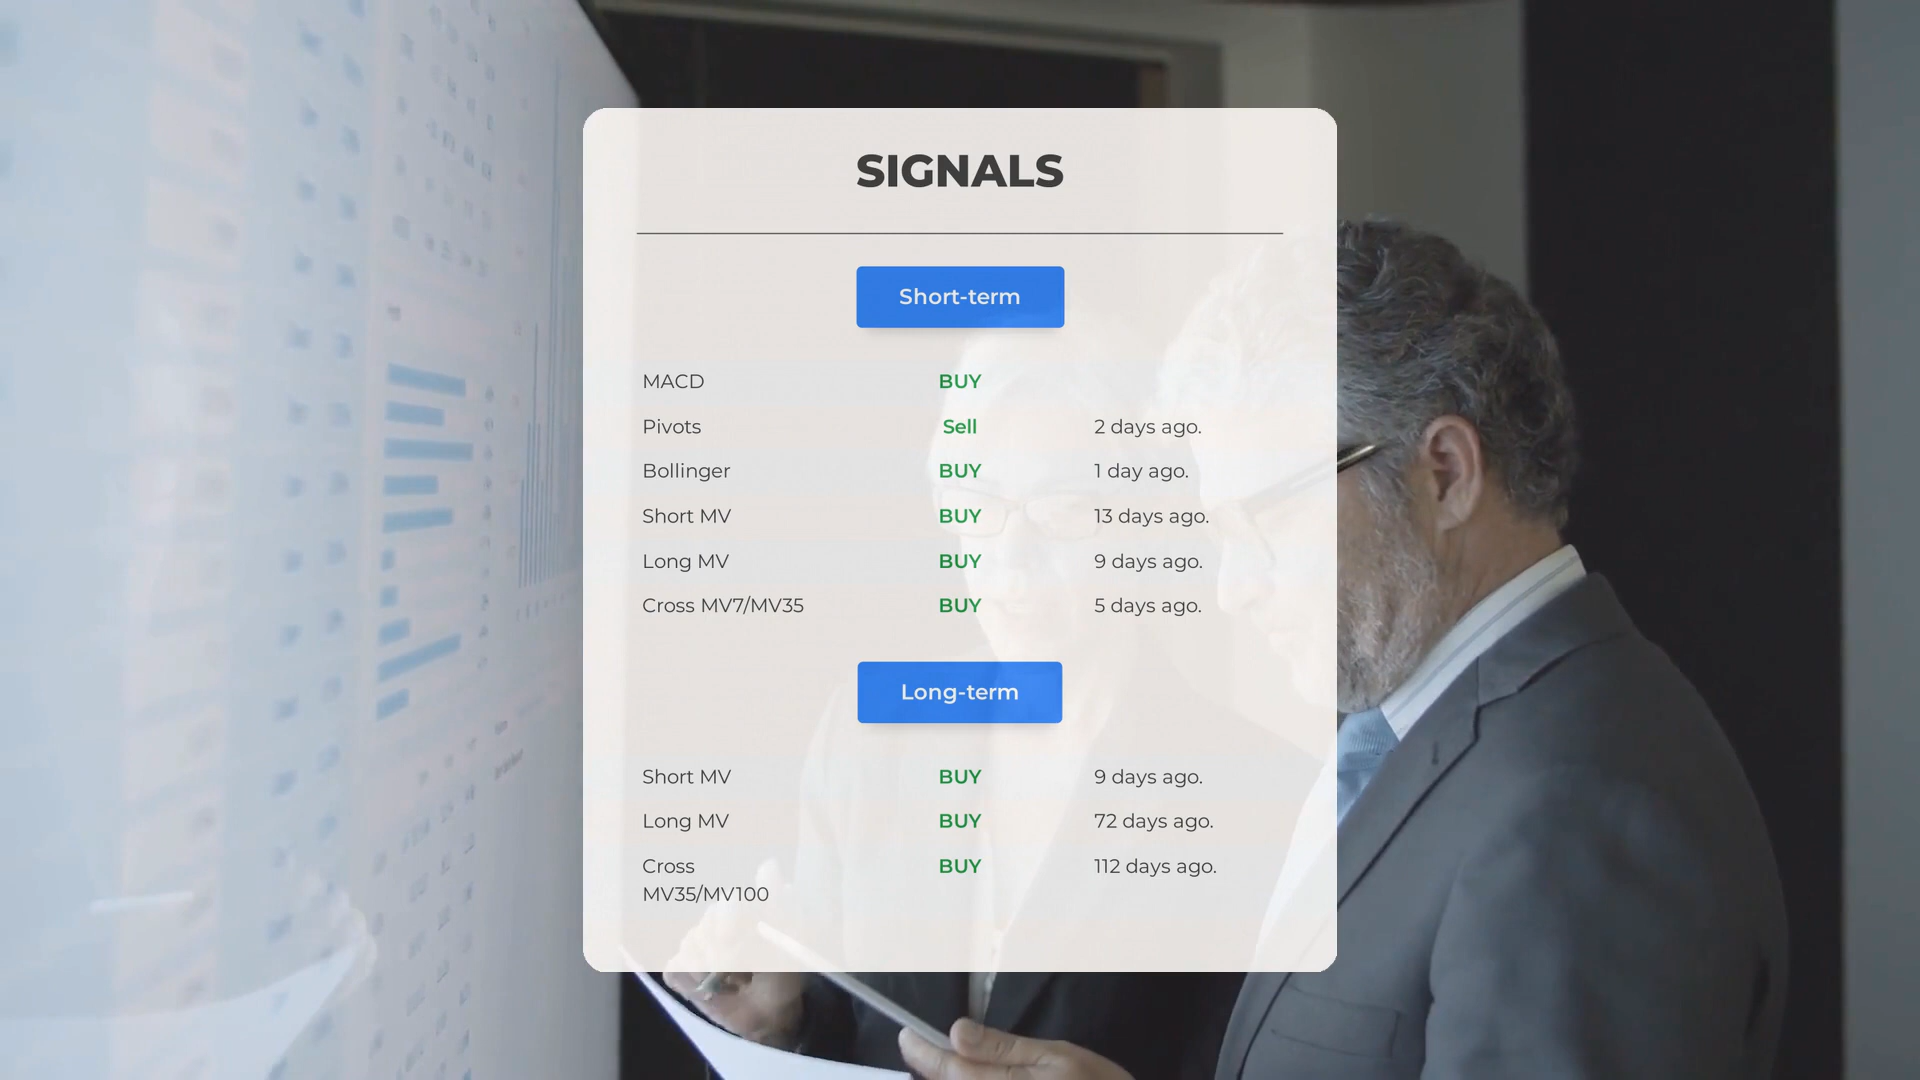 SIGNALS
Short-term
MACD BUY
Pivots Sell 2 days ago.
Bollinger BUY 1 day ago.
Short MV BUY 13 days ago.
Long MV BUY 9 days ago.
Cross MV7/MV35 BUY 5 days ago.
Long-term
Short MV BUY 9 days ago.
Long MV BUY 72 days ago.
Cross BUY 112 days ago.
MV35/MV100